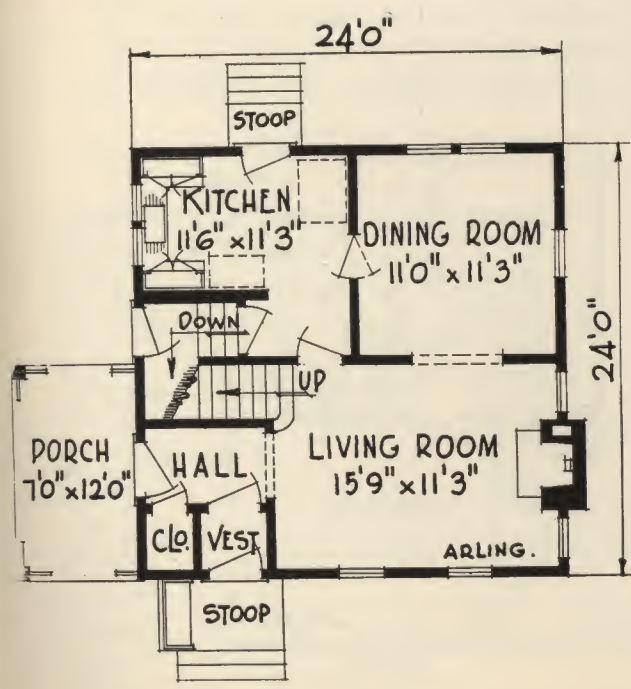 24'0"
STOOP
KITCHEN
11'6" x 11'3"
DINING ROOM
11'0" x 11'3"
DOWN
24'0"
UP
PORCH
7'0" x 12'0"
HALL
LIVING ROOM
15'9" x 11'3"
CLO.
VEST.
ARLING.
STOOP